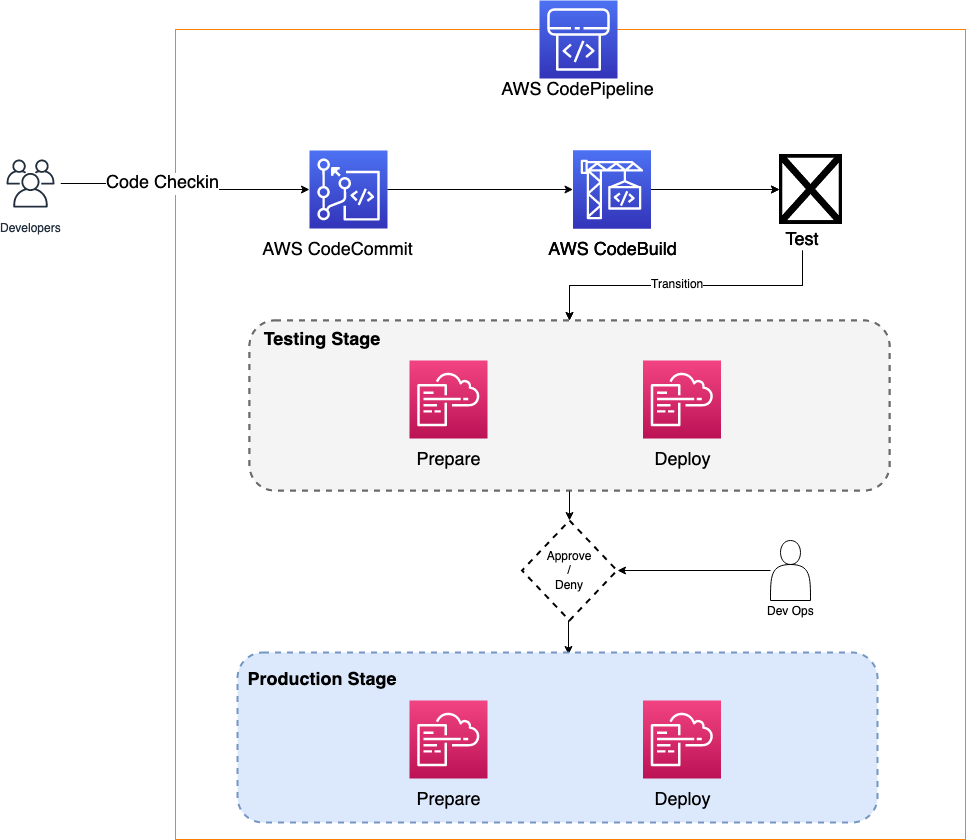 AWS CodePipeline
Code Checkin
Developers
AWS CodeCommit
AWS CodeBuild
Test
Transition
Testing Stage
Prepare
Deploy
Approve
/
Deny
Dev Ops
Production Stage
Prepare
Deploy